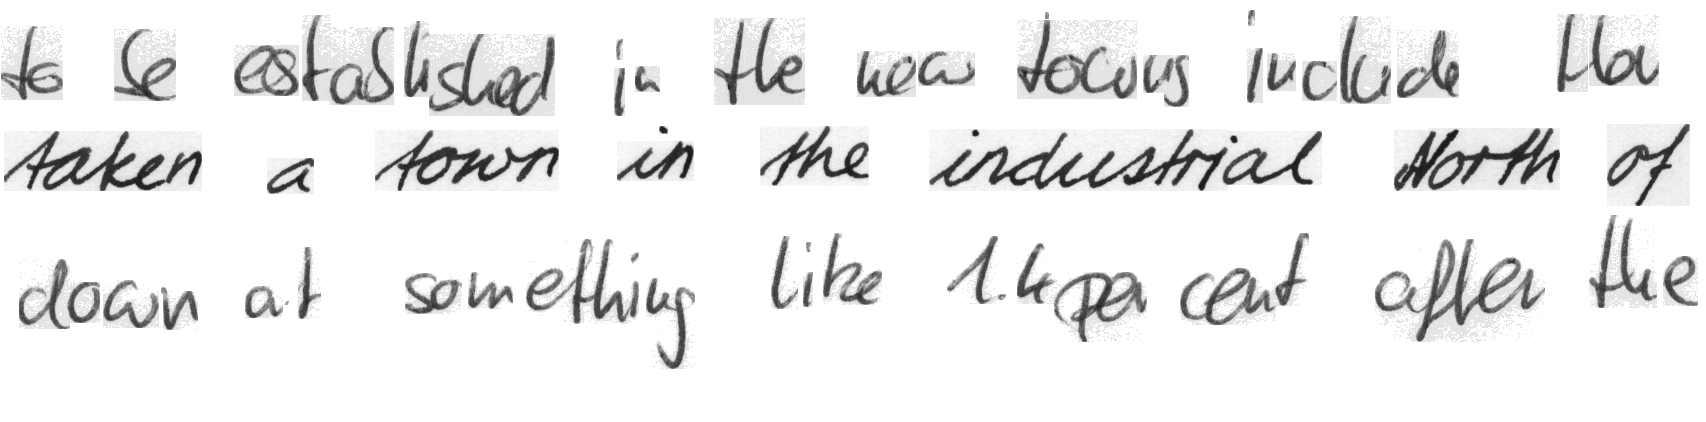 to be established in the new towns include the
taken a town in the industrial North of
down at something like 1.4 per cent after the